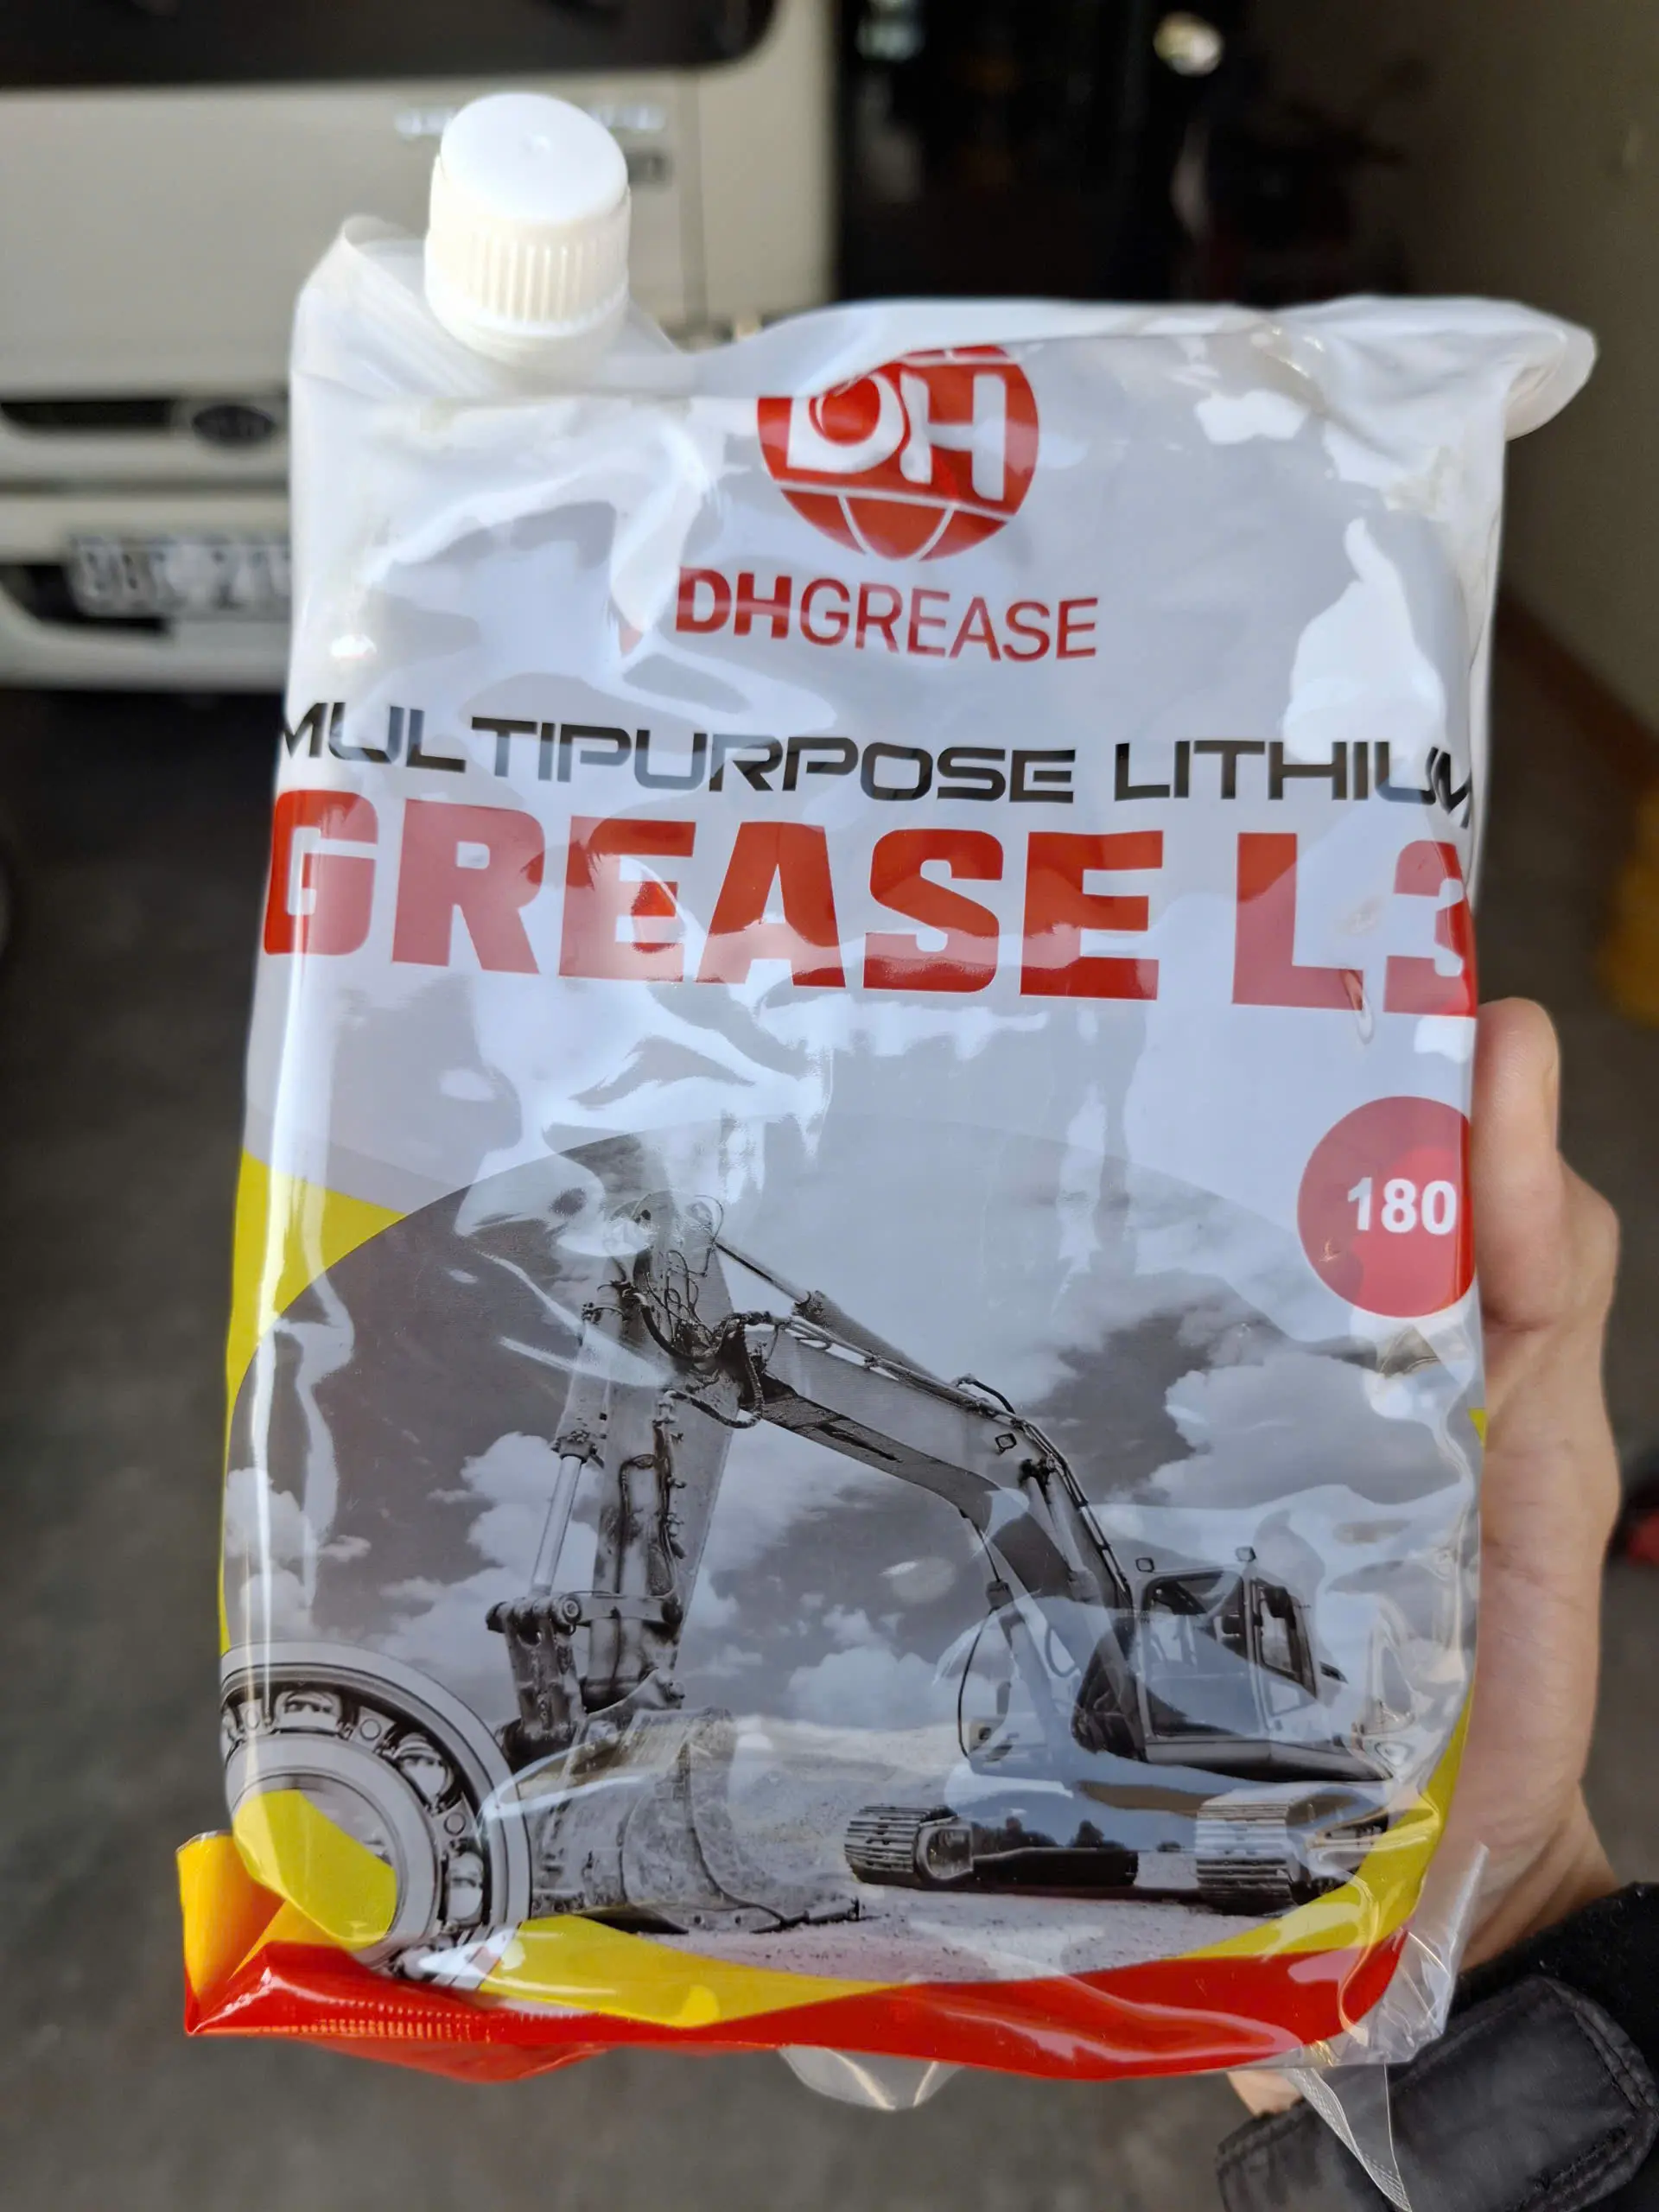 DH
DHGREASE
MULTIPURPOSE LITHIUM
GREASE L3
180